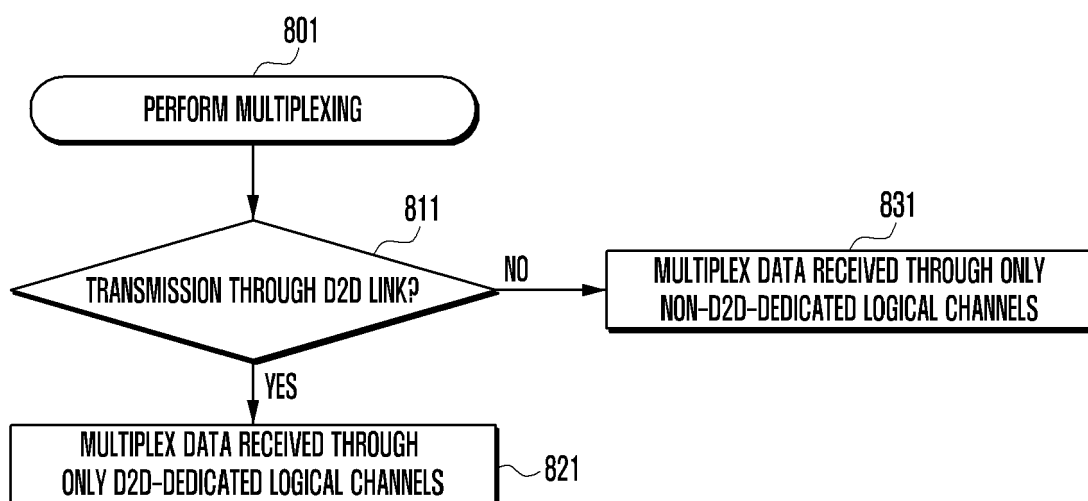 801
PERFORM MULTIPLEXING
811
TRANSMISSION THROUGH D2D LINK?
NO
831
MULTIPLEX DATA RECEIVED THROUGH ONLY
NON-D2D-DEDICATED LOGICAL CHANNELS
YES
MULTIPLEX DATA RECEIVED THROUGH
ONLY D2D-DEDICATED LOGICAL CHANNELS
821